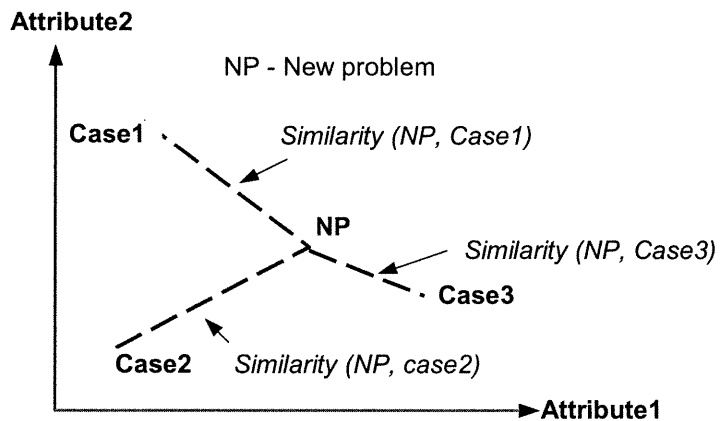 Attribute2
NP - New problem
Case1
Similarity (NP, Case1)
NP
Similarity (NP, Case3)
Case3
Case2
Similarity (NP, case2)
Attribute1